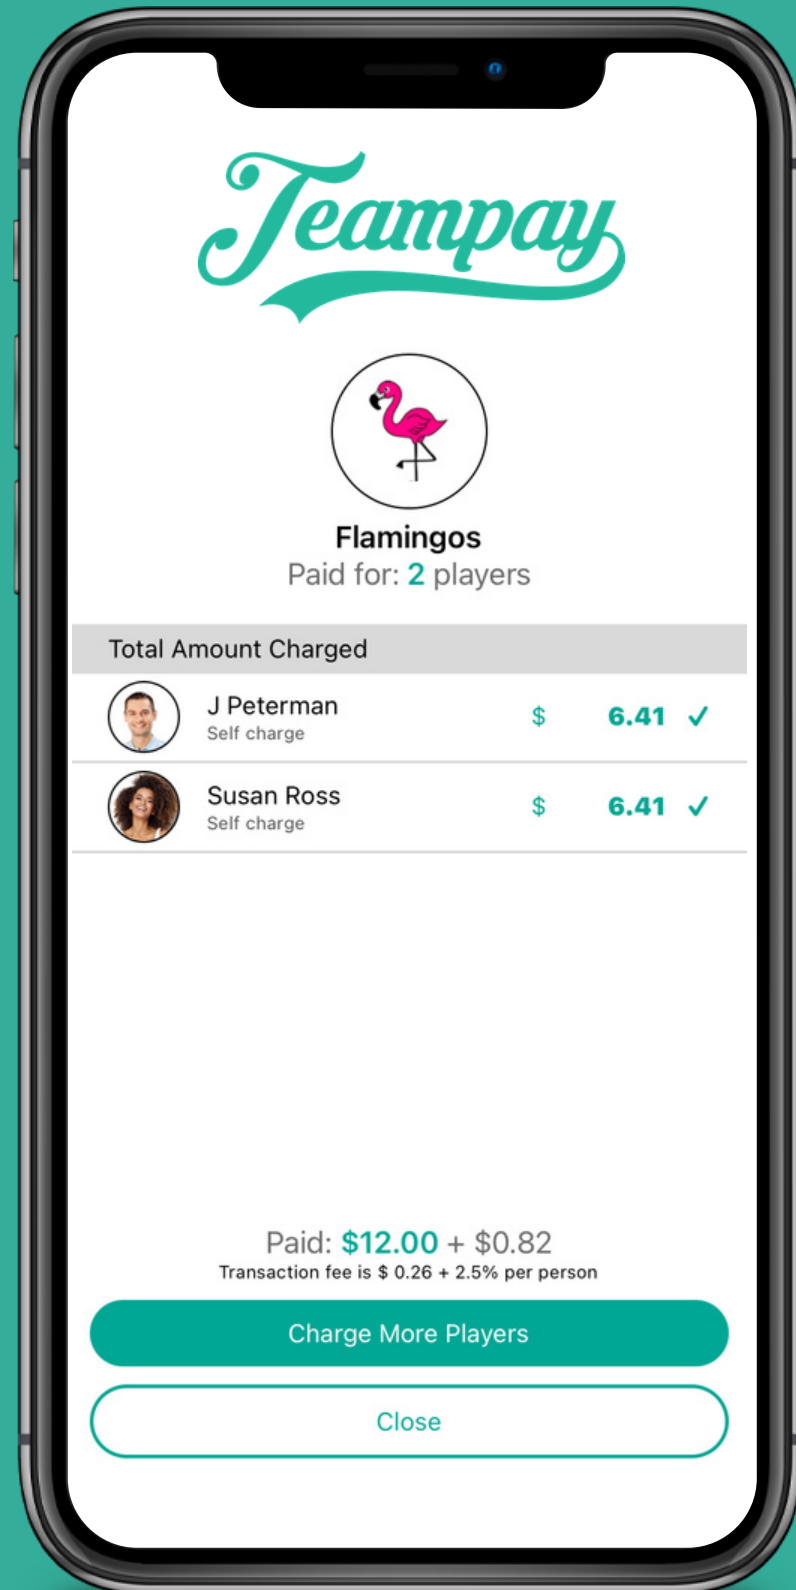 Teampay
Flamingos
Paid for: 2 players
Total Amount Charged
J Peterman $ 6.41 ✓
Self charge
Susan Ross $ 6.41 ✓
Self charge
Paid: $12.00 + $0.82
Transaction fee is $ 0.26 + 2.5% per person
Charge More Players
Close